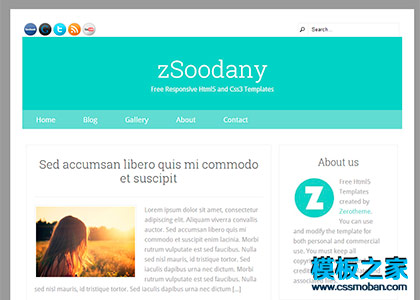 Search...
zSoodany
Free Responsive Html5 and Css3 Templates
Home Blog Gallery About Contact
Sed accumsan libero quis mi commodo
et suscipit
Lorem ipsum dolor sit amet, consectetur
adipiscing elit. Aliquam viverra convallis
auctor. Sed accumsan libero quis mi
commodo et suscipit enim lacinia. Morbi
rutrum vulputate est sed faucibus. Nulla
sed mauris, tristique et tempus id, tortor. Sed
iaculis dapibus urna nec dictum. Morbi
rutrum vulputate est sed faucibus. Nulla
sed nisl mauris, id tristique tortor. Sed iaculis dapibus
urna nec dictum [...]
About us
Free Html5
Templates
created by
Zerotheme.
You can use
and modify the template for
both personal and commercial
use. You must keep all
模板之家
www.cssmoban.com